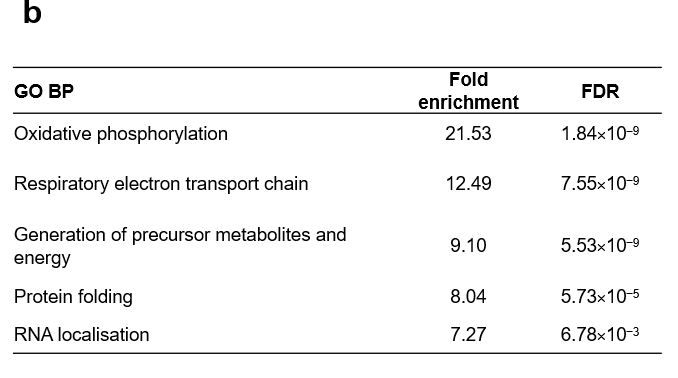 b
GO BP Fold enrichment FDR
Oxidative phosphorylation 21.53 1.84×10⁻⁹
Respiratory electron transport chain 12.49 7.55×10⁻⁹
Generation of precursor metabolites and
energy 9.10 5.53×10⁻⁹
Protein folding 8.04 5.73×10⁻⁵
RNA localisation 7.27 6.78×10⁻³